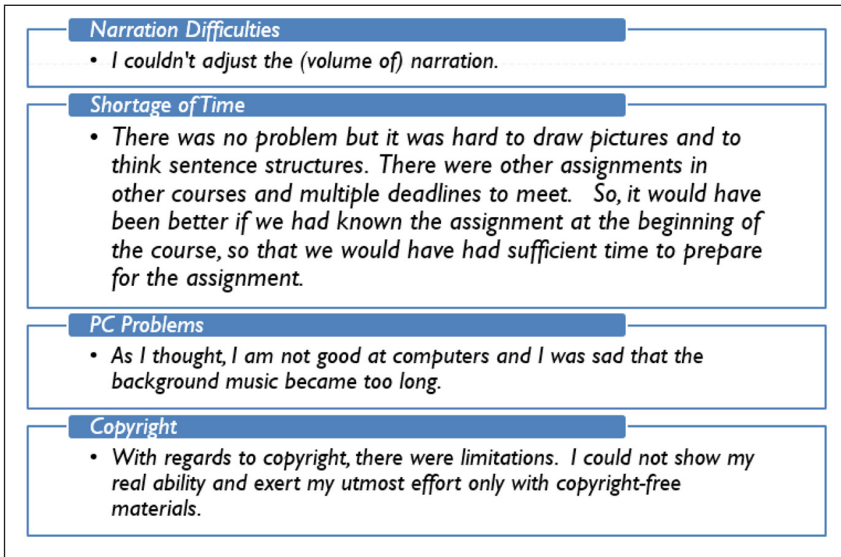 Narration Difficulties
• I couldn't adjust the (volume of) narration.
Shortage of Time
• There was no problem but it was hard to draw pictures and to
think sentence structures. There were other assignments in
other courses and multiple deadlines to meet. So, it would have
been better if we had known the assignment at the beginning of
the course, so that we would have had sufficient time to prepare
for the assignment.
PC Problems
• As I thought, I am not good at computers and I was sad that the
background music became too long.
Copyright
• With regards to copyright, there were limitations. I could not show my
real ability and exert my utmost effort only with copyright-free
materials.